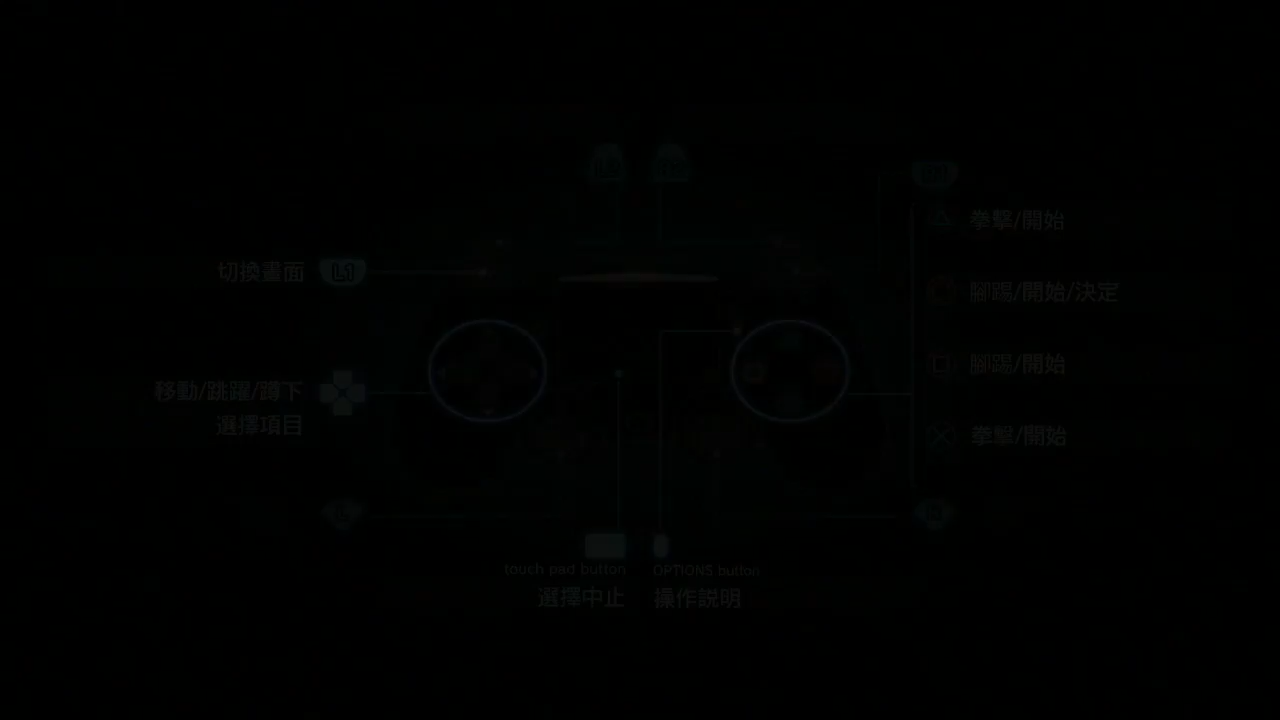 拳擊/開始
切換畫面 L1
腳踢/開始/決定
腳踢/開始
移動/跳躍/蹲下
選擇項目
拳擊/開始
touch pad button
選擇中止
OPTIONS button
操作説明